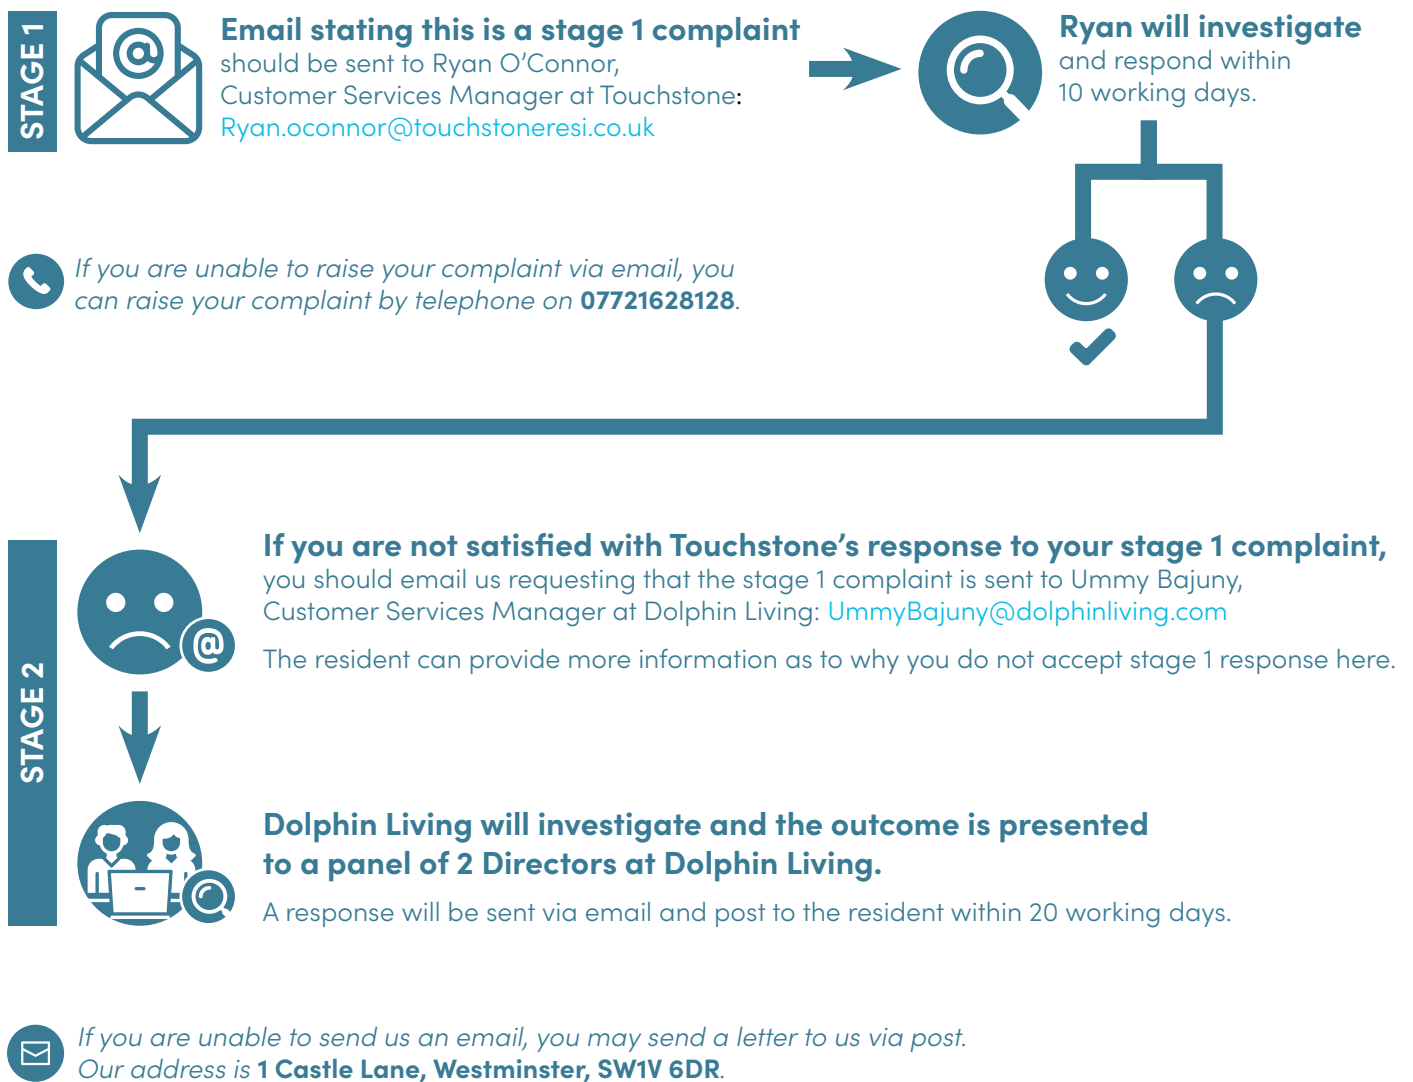 STAGE 1
@
Email stating this is a stage 1 complaint
should be sent to Ryan O’Connor,
Customer Services Manager at Touchstone:
Ryan.oconnor@touchstoneresi.co.uk
Ryan will investigate
and respond within
10 working days.
If you are unable to raise your complaint via email, you
can raise your complaint by telephone on 07721628128.
STAGE 2
If you are not satisfied with Touchstone’s response to your stage 1 complaint,
you should email us requesting that the stage 1 complaint is sent to Ummy Bajuny,
Customer Services Manager at Dolphin Living: UmmyBajuny@dolphinliving.com
@
The resident can provide more information as to why you do not accept stage 1 response here.
Dolphin Living will investigate and the outcome is presented
to a panel of 2 Directors at Dolphin Living.
A response will be sent via email and post to the resident within 20 working days.
If you are unable to send us an email, you may send a letter to us via post.
Our address is 1 Castle Lane, Westminster, SW1V 6DR.